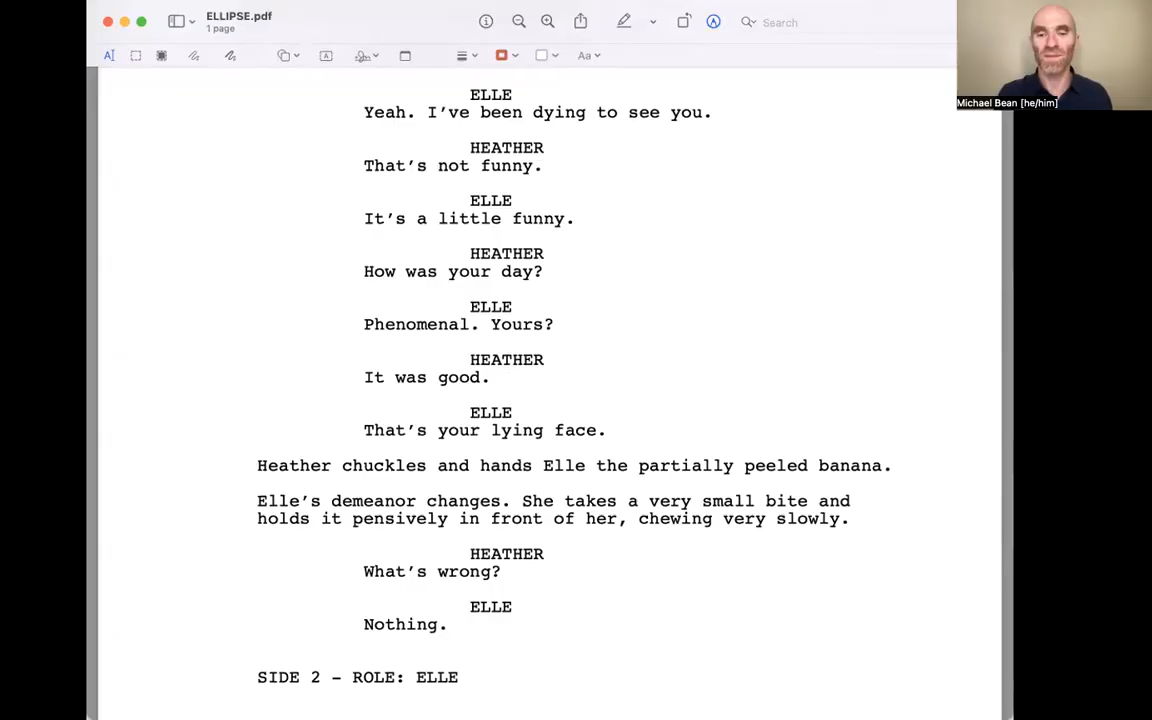 ELLIPSE.pdf
1 page
Search
Aa
Michael Bean [he/him]
ELLE
Yeah. I've been dying to see you.
HEATHER
That's not funny.
ELLE
It's a little funny.
HEATHER
How was your day?
ELLE
Phenomenal. Yours?
HEATHER
It was good.
ELLE
That's your lying face.
Heather chuckles and hands Elle the partially peeled banana.
Elle's demeanor changes. She takes a very small bite and
holds it pensively in front of her, chewing very slowly.
HEATHER
What's wrong?
ELLE
Nothing.
SIDE 2 – ROLE: ELLE